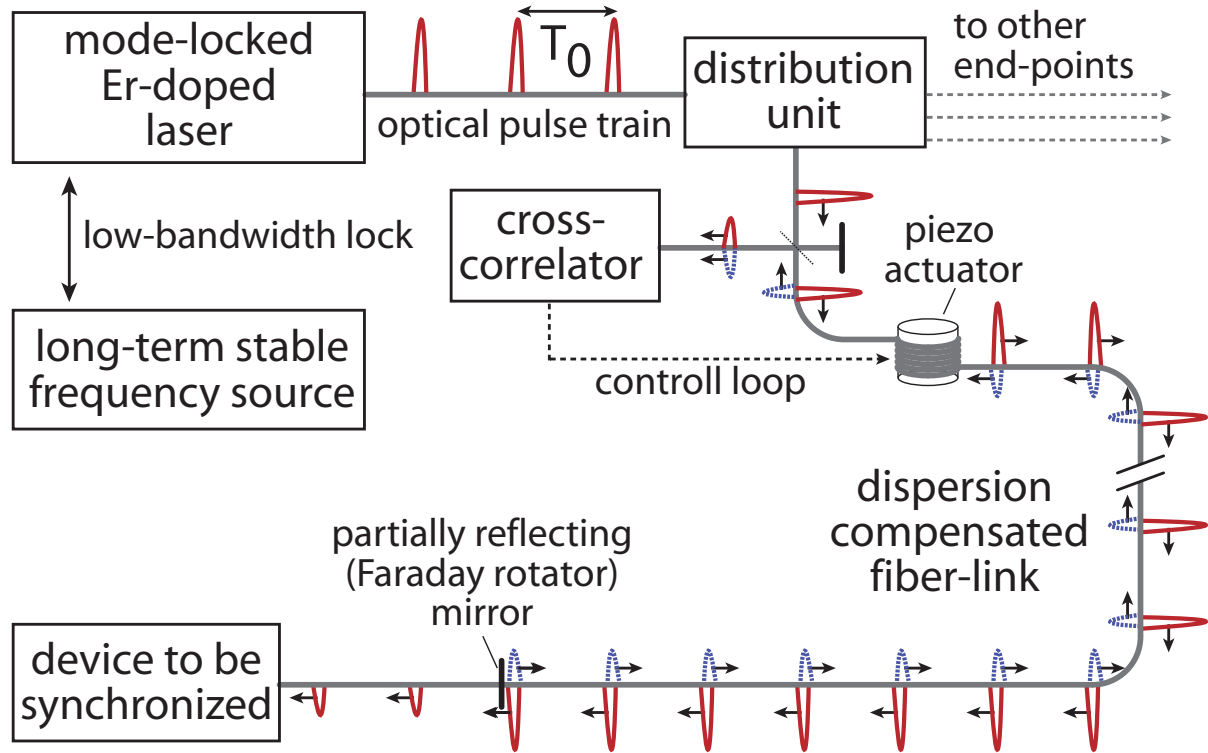 mode-locked
Er-doped
laser
T0
optical pulse train
distribution
unit
to other
end-points
low-bandwidth lock
cross-
correlator
piezo
actuator
long-term stable
frequency source
controll loop
dispersion
compensated
fiber-link
partially reflecting
(Faraday rotator)
mirror
device to be
synchronized